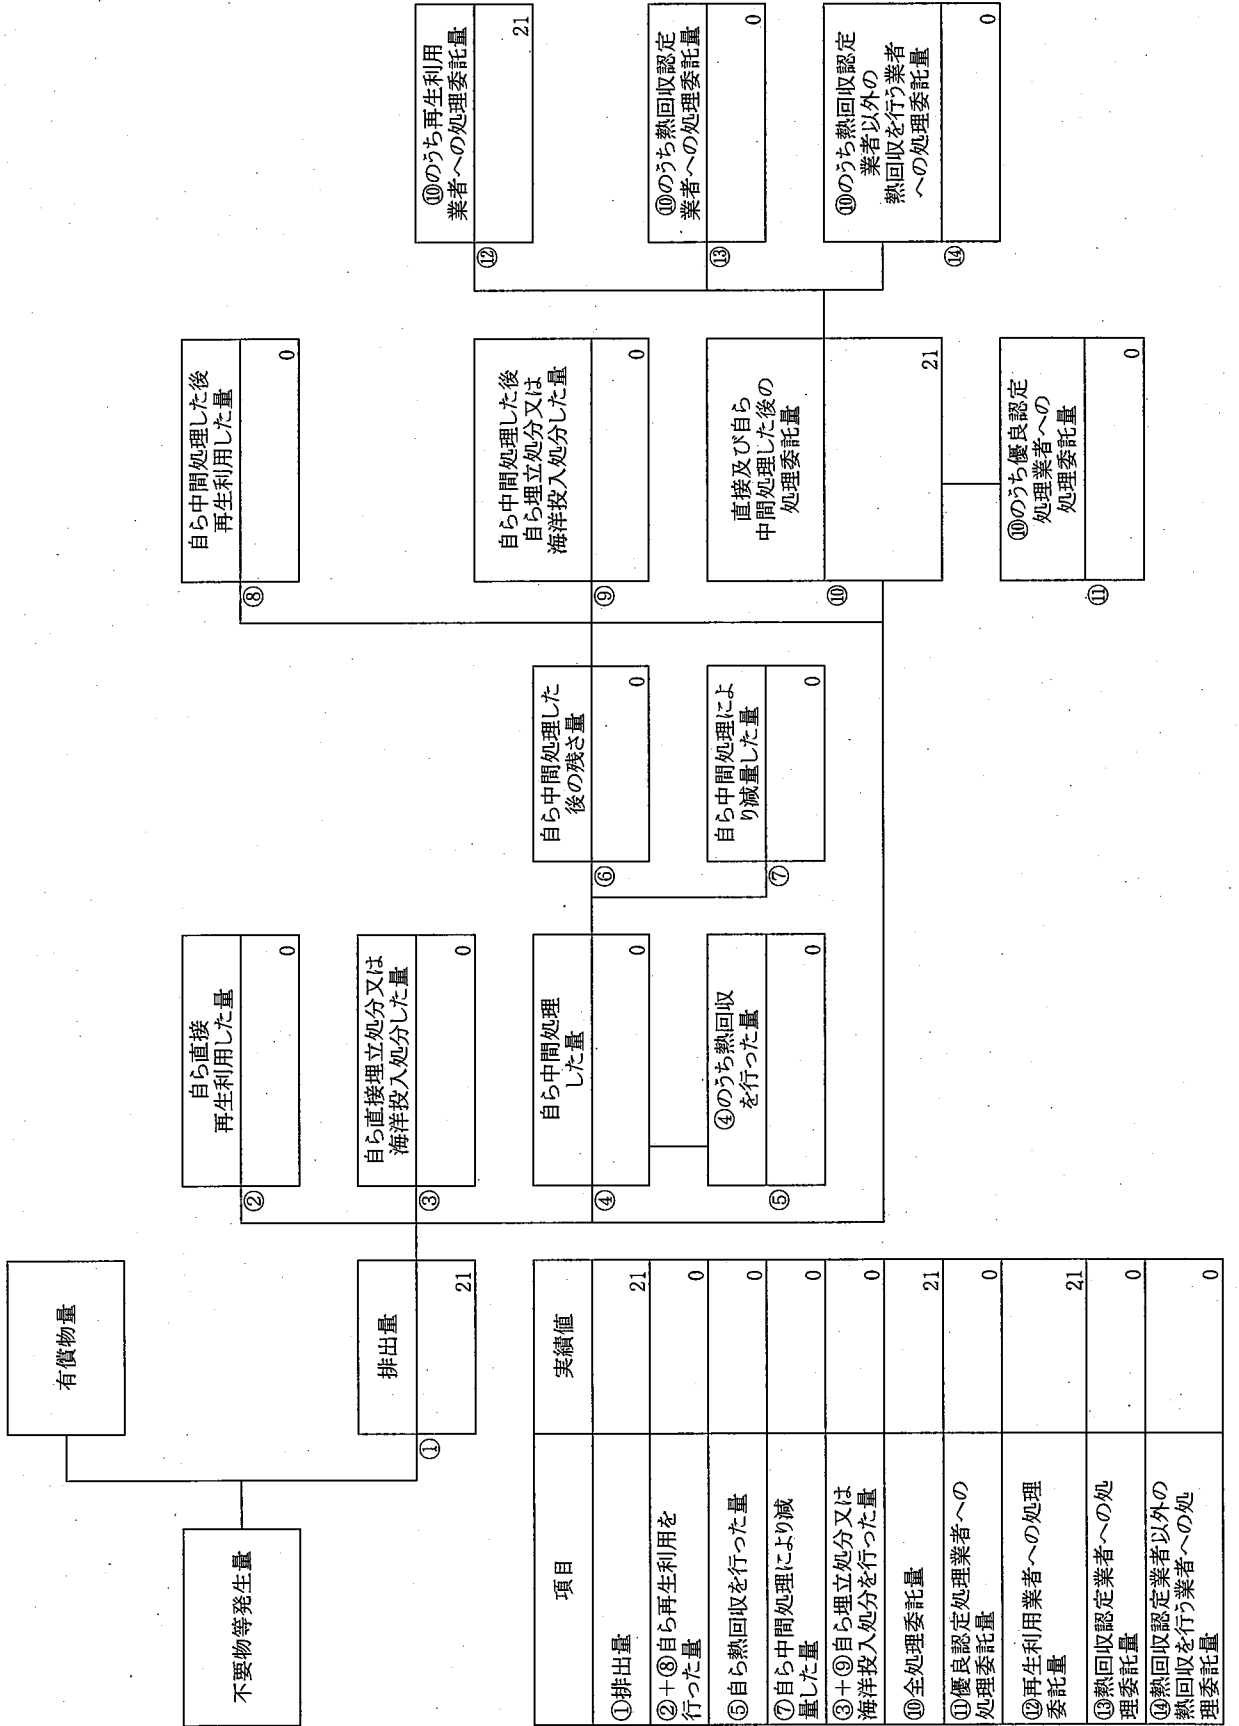 不要物等発生量
有償物量
①
排出量
21
②
自ら直接
再生利用した量
0
③
自ら直接埋立処分又は
海洋投入処分した量
0
④
自ら中間処理
した量
0
⑤
④のうち熱回収
を行った量
0
⑥
自ら中間処理した
後の残さ量
0
⑦
自ら中間処理によ
り減量した量
0
⑧
自ら中間処理した後
再生利用した量
0
⑨
自ら中間処理した後
自ら埋立処分又は
海洋投入処分した量
0
⑩
直接及び自ら
中間処理した後の
処理委託量
21
⑪
⑩のうち優良認定
処理業者への
処理委託量
0
⑫
⑩のうち再生利用
業者への処理委託量
21
⑬
⑩のうち熱回収認定
業者への処理委託量
0
⑭
⑩のうち熱回収認定
業者以外の
熱回収を行う業者
への処理委託量
0
項目
実績値
①排出量
21
②+⑧自ら再生利用を
行った量
0
⑤自ら熱回収を行った量
0
⑦自ら中間処理により減
量した量
0
③+⑨自ら埋立処分又は
海洋投入処分を行った量
0
⑩全処理委託量
21
⑪優良認定処理業者への
処理委託量
0
⑫再生利用業者への処理
委託量
21
⑬熱回収認定業者への処
理委託量
0
⑭熱回収認定業者以外の
熱回収を行う業者への処
理委託量
0